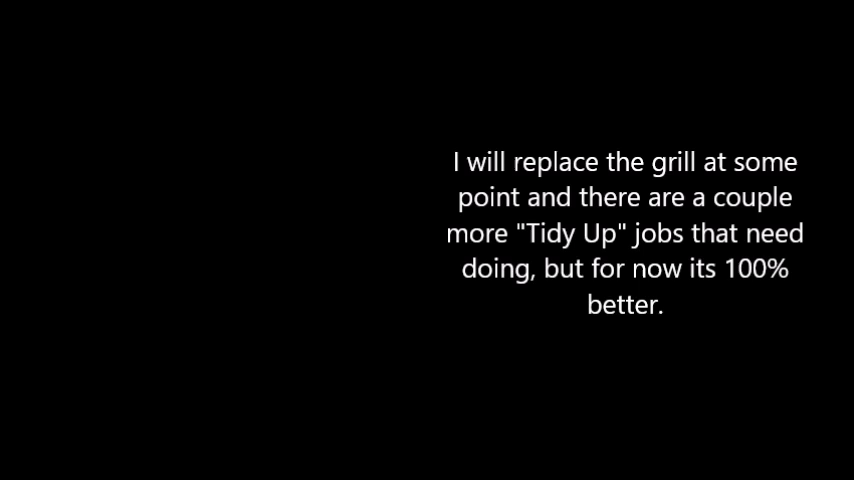 I will replace the grill at some
point and there are a couple
more "Tidy Up" jobs that need
doing, but for now its 100%
better.